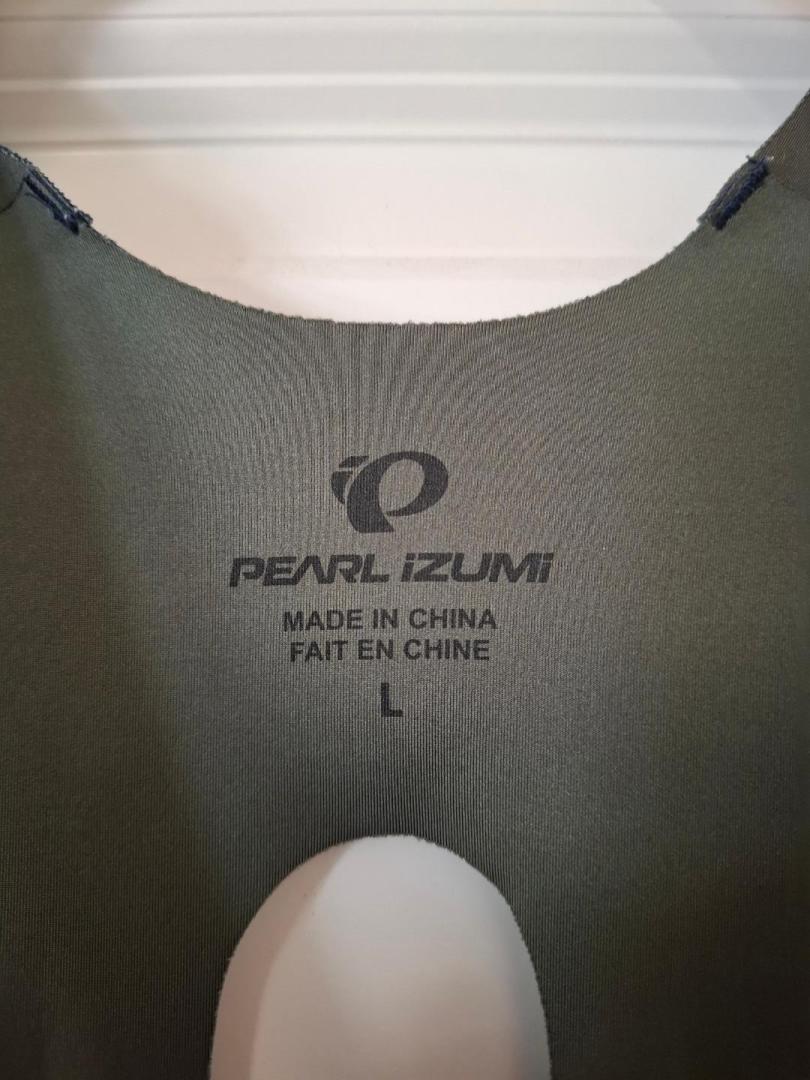 PEARL iZUMi
MADE IN CHINA
FAIT EN CHINE
L